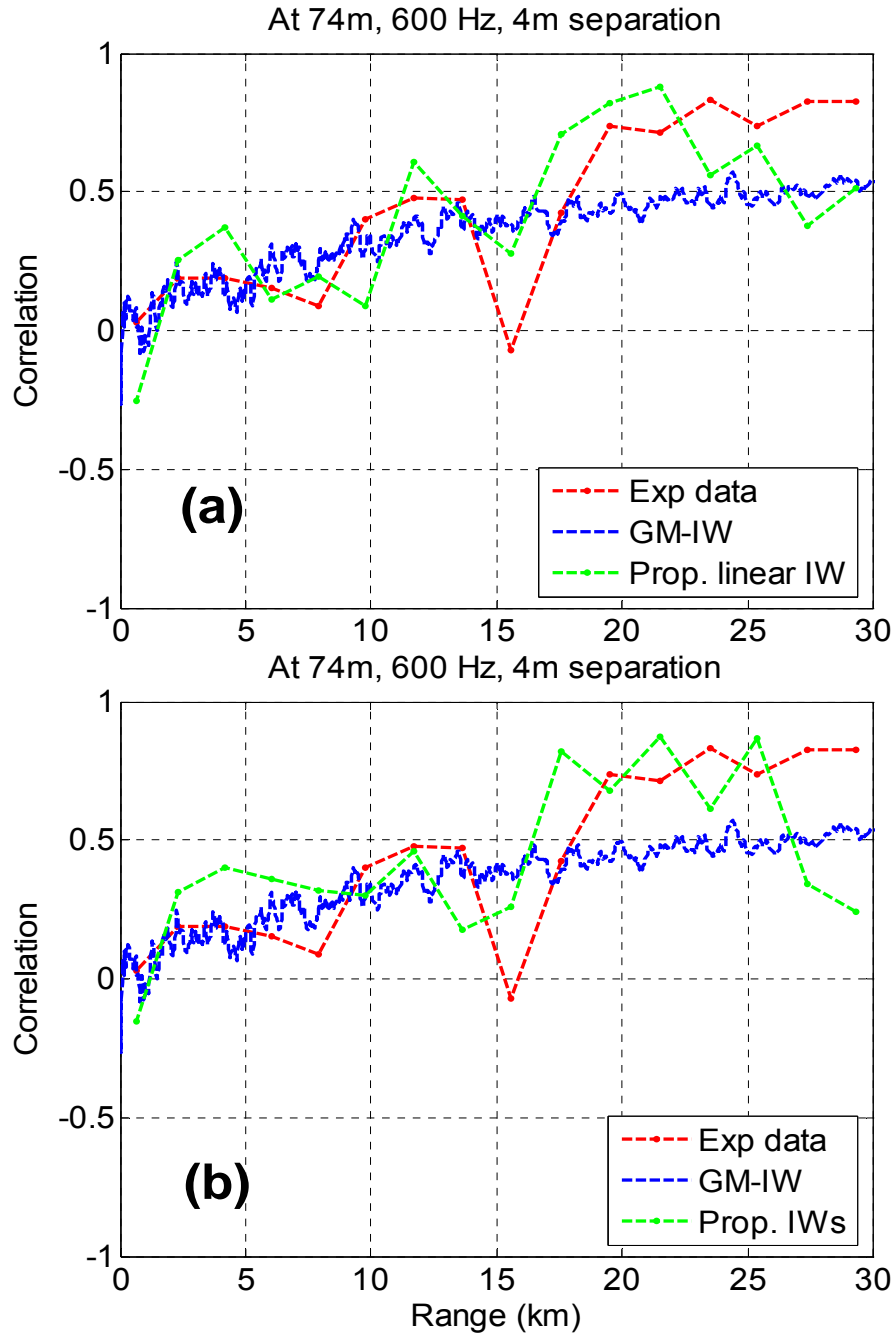 At 74m, 600 Hz, 4m separation
1
0.5
0
-0.5
-1
Correlation
(a)
Exp data
GM-IW
Prop. linear IW
0 5 10 15 20 25 30
At 74m, 600 Hz, 4m separation
1
0.5
0
-0.5
-1
Correlation
(b)
Exp data
GM-IW
Prop. IWs
0 5 10 15 20 25 30
Range (km)